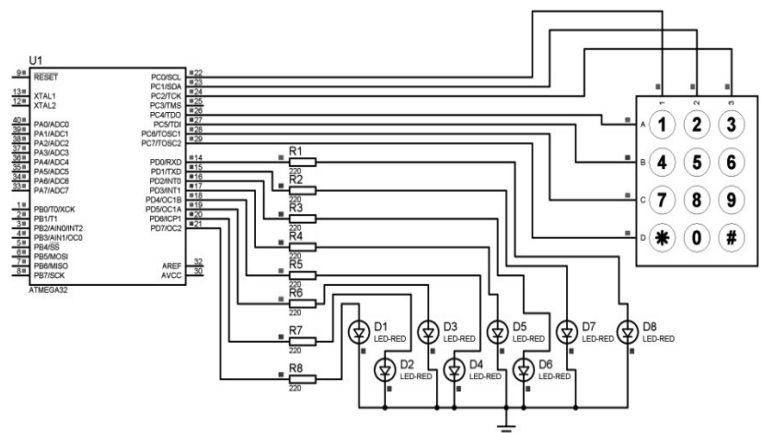 U1
9 RESET
13 XTAL1
12 XTAL2
40 PA0/ADC0
39 PA1/ADC1
38 PA2/ADC2
37 PA3/ADC3
36 PA4/ADC4
35 PA5/ADC5
34 PA6/ADC6
33 PA7/ADC7
1 PB0/T0/XCK
2 PB1/T1
3 PB2/AIN0/INT2
4 PB3/AIN1/OC0
5 PB4/SS
6 PB5/MOSI
7 PB6/MISO
8 PB7/SCK
PC0/SCL 22
PC1/SDA 23
PC2/TCK 24
PC3/TMS 25
PC4/TDO 26
PC5/TDI 27
PC6/TOSC1 28
PC7/TOSC2 29
PD0/RXD 14
PD1/TXD 15
PD2/INT0 16
PD3/INT1 17
PD4/OC1B 18
PD5/OC1A 19
PD6/ICP1 20
PD7/OC2 21
AREF 32
AVCC 30
ATMEGA32
R1
220
R2
220
R3
220
R4
220
R5
220
R6
220
R7
220
R8
220
D1
LED-RED
D2
LED-RED
D3
LED-RED
D4
LED-RED
D5
LED-RED
D6
LED-RED
D7
LED-RED
D8
LED-RED
1 2 3
A 1 2 3
B 4 5 6
C 7 8 9
D * 0 #